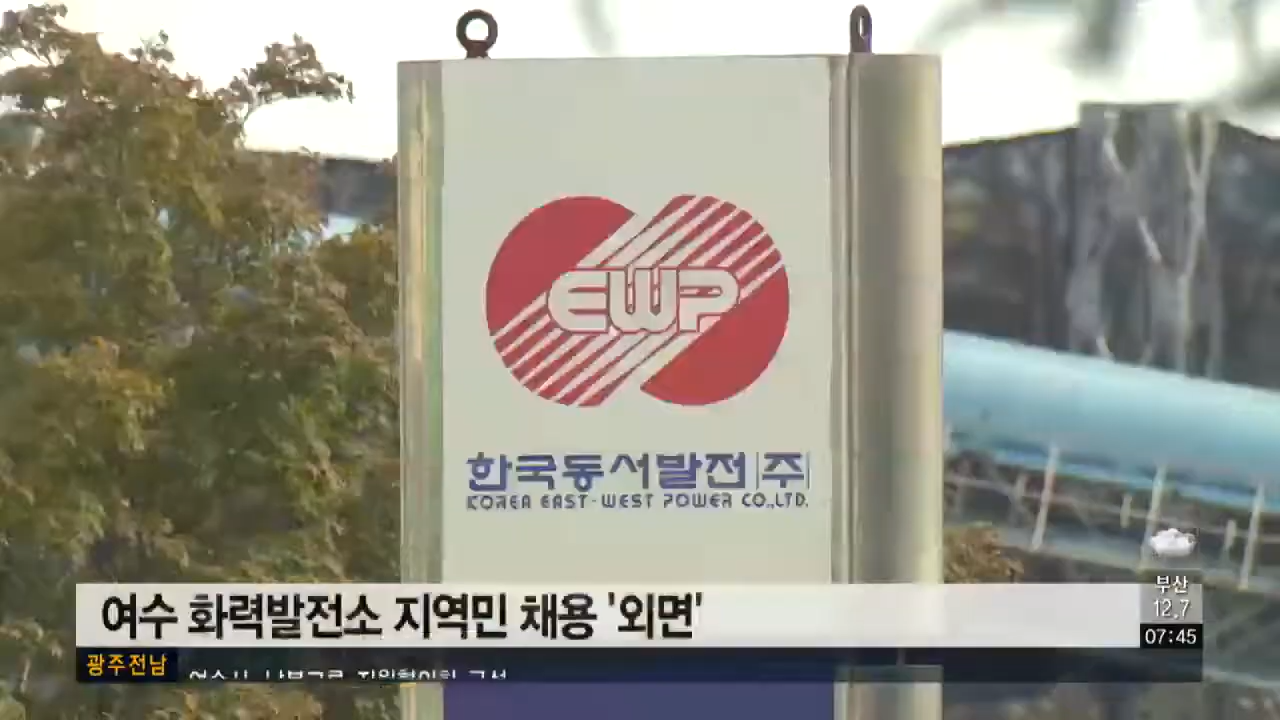 EWP
한국동서발전(주)
KOREA EAST-WEST POWER CO.,LTD.
여수 화력발전소 지역민 채용 '외면'
부산
12.7
07:45
광주전남